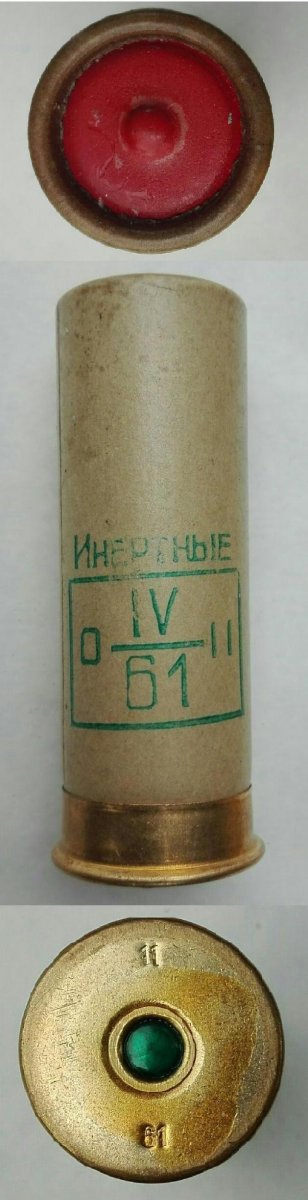 ИНЕРТНЫЕ
IV
О — 11
61
11
61